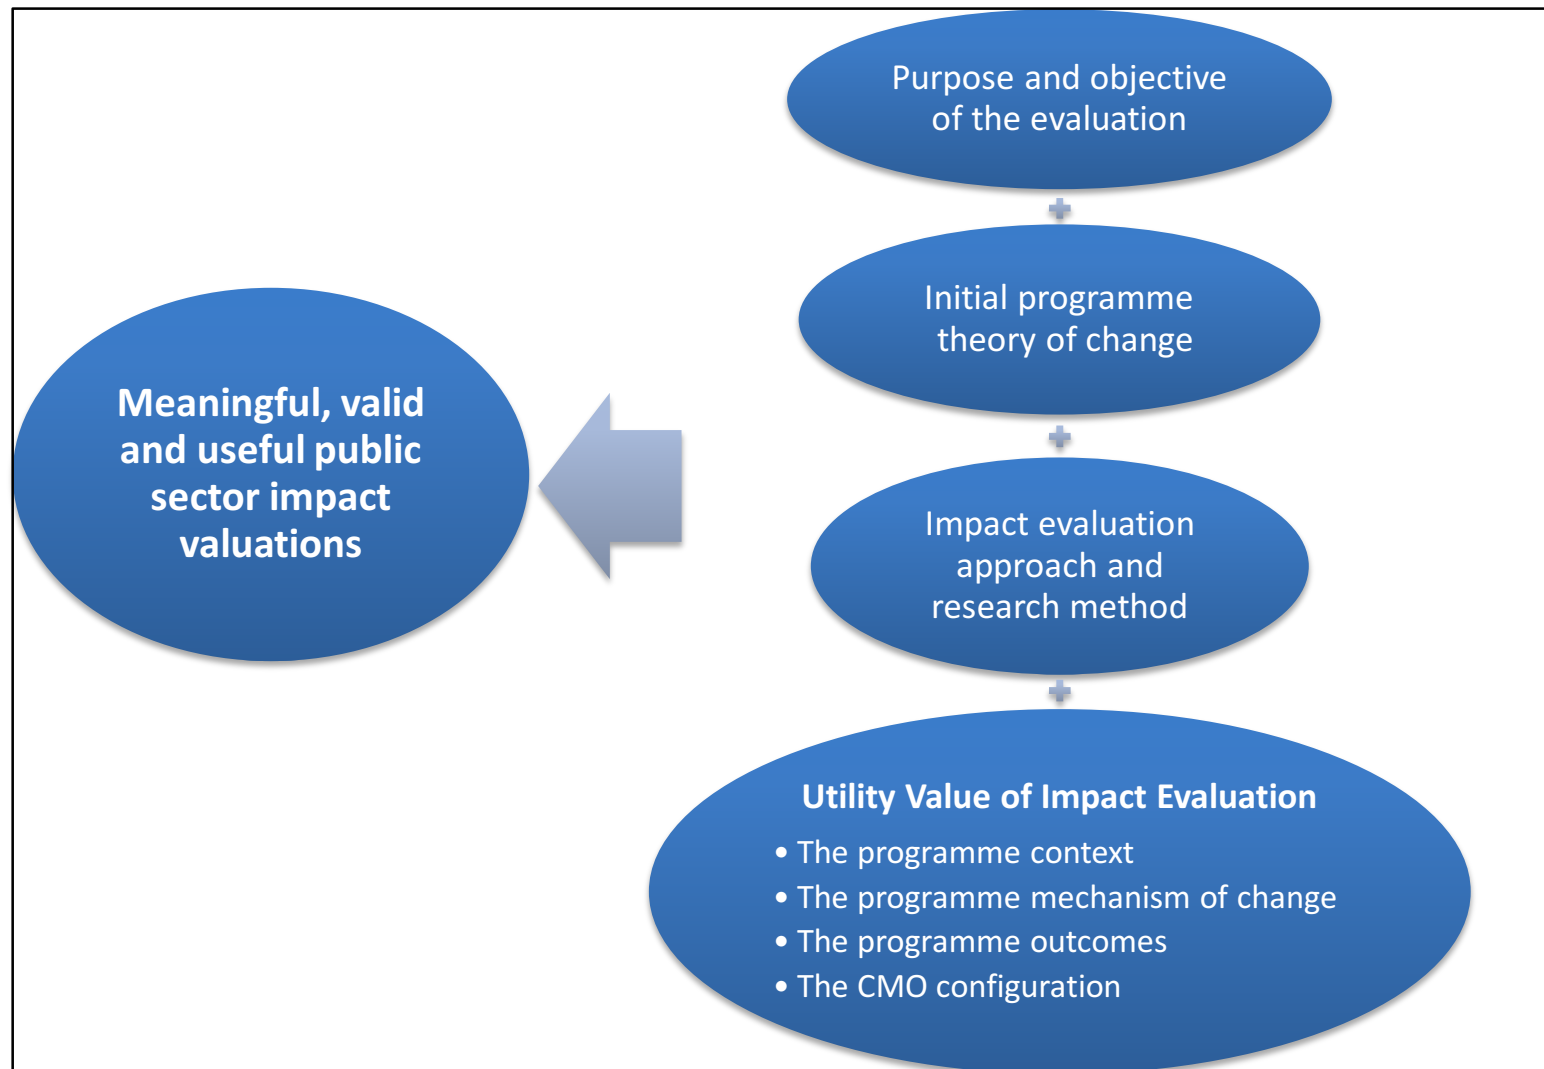 Purpose and objective
of the evaluation
Initial programme
theory of change
Meaningful, valid
and useful public
sector impact
valuations
Impact evaluation
approach and
research method
Utility Value of Impact Evaluation
• The programme context
• The programme mechanism of change
• The programme outcomes
• The CMO configuration